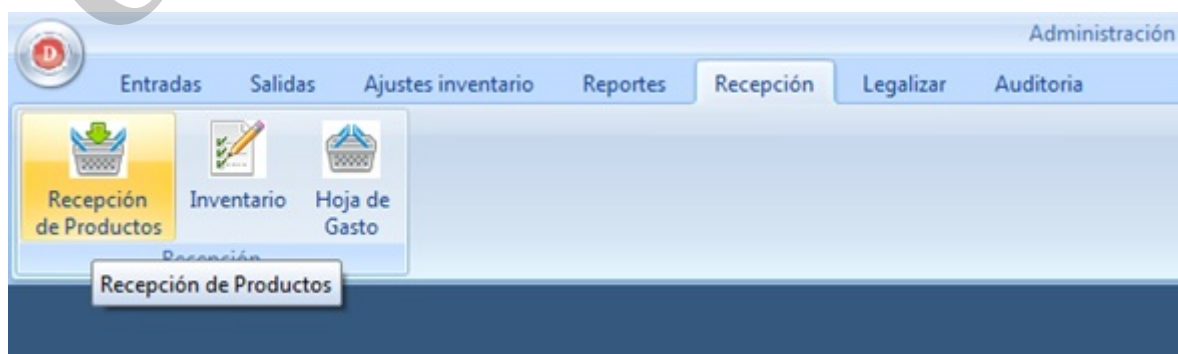 Administración
D
Entradas Salidas Ajustes inventario Reportes Recepción Legalizar Auditoria
Recepción Inventario Hoja de
de Productos Gasto
Recepción
Recepción de Productos